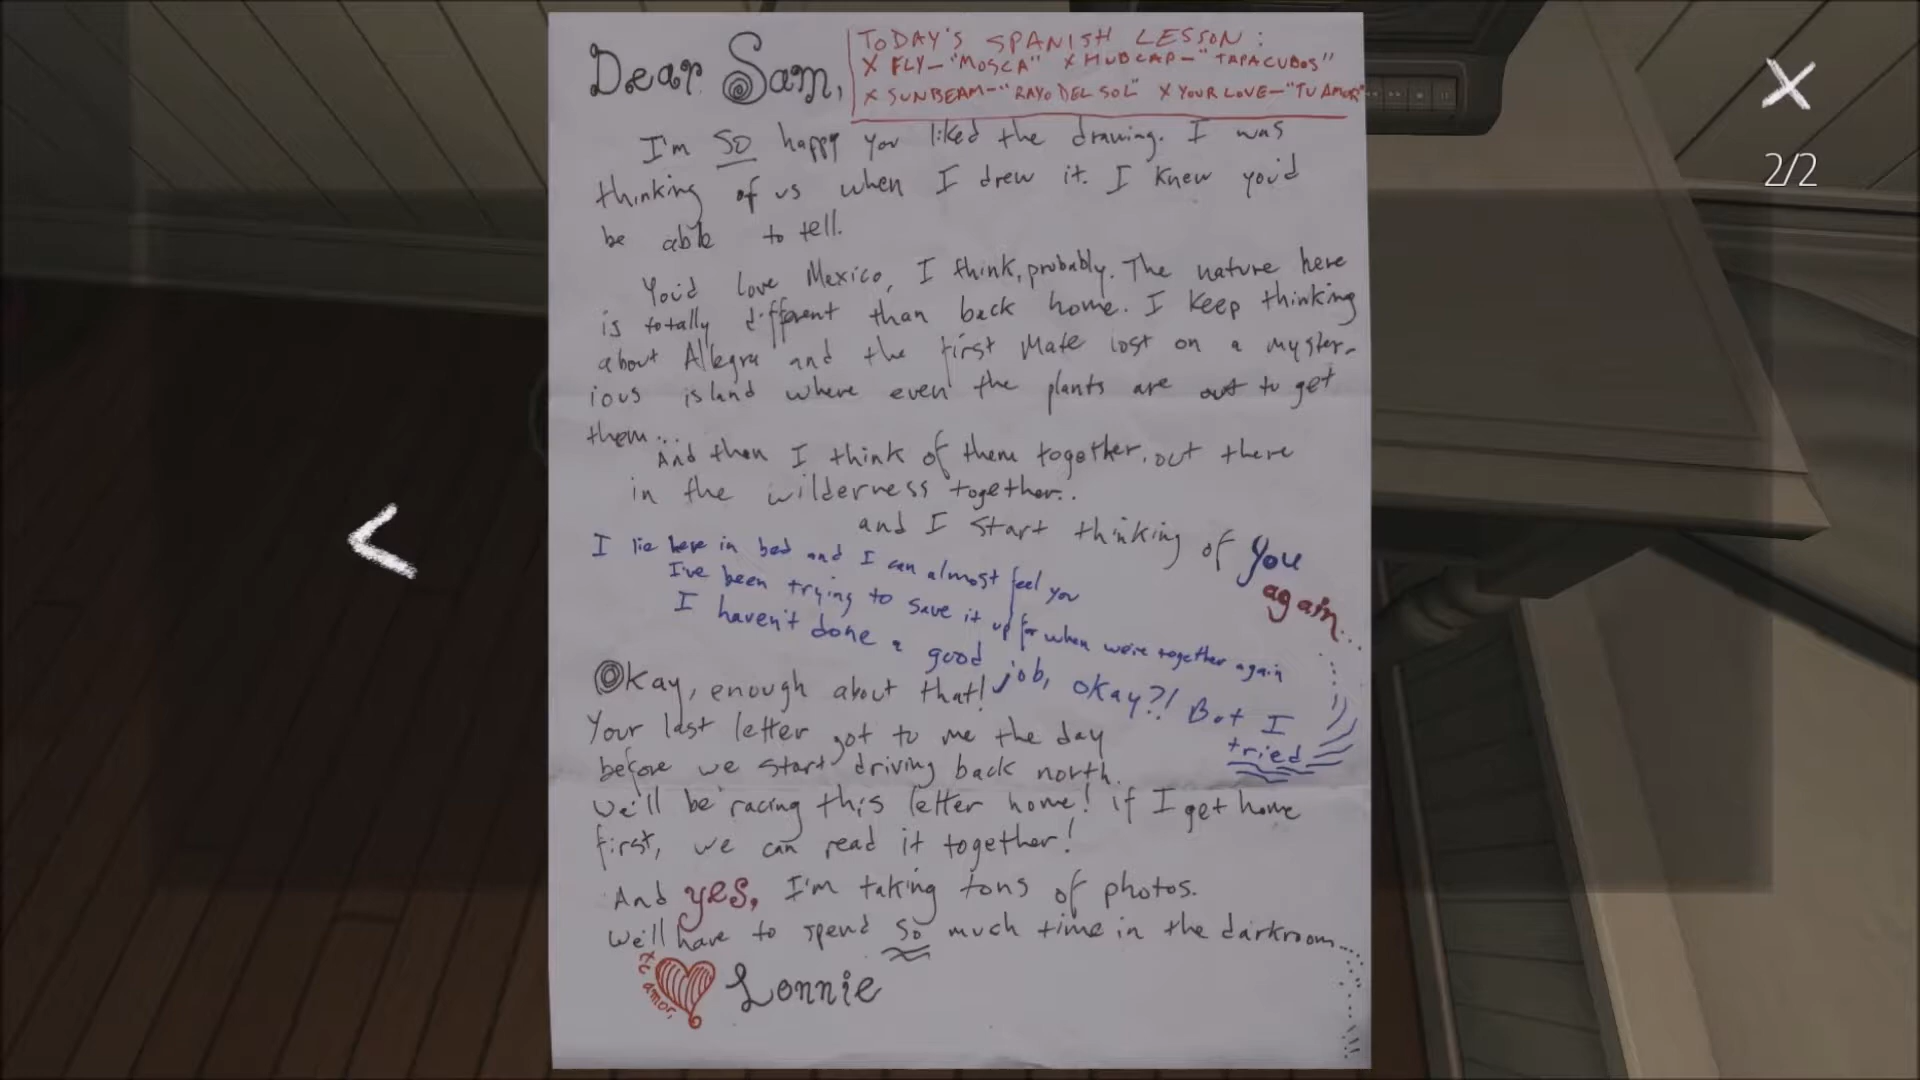 Dear Sam,
TODAY'S SPANISH LESSON:
X FLY-"MOSCA" X HUBCAP-"TAPACUBOS"
X SUNBEAM-"RAYO DEL SOL" X YOUR LOVE-"TU AMOR"
I'm SO happy you liked the drawing. I was
thinking of us when I drew it. I knew you'd
be able to tell.
You'd love Mexico, I think, probably. The nature here
is totally different than back home. I keep thinking
about Allegra and the First Mate lost on a myster-
ious island where even the plants are out to get
them...
And then I think of them together, out there
in the wilderness together..
and I start thinking of you
again...
I lie here in bed and I can almost feel you
I've been trying to save it up for when we're together again
I haven't done a good job, okay?! But I
tried
Okay, enough about that!
Your last letter got to me the day
before we start driving back north.
We'll be racing this letter home! if I get home
first, we can read it together!
And yes, I'm taking tons of photos.
We'll have to spend so much time in the darkroom...
te amor,
Lonnie
2/2